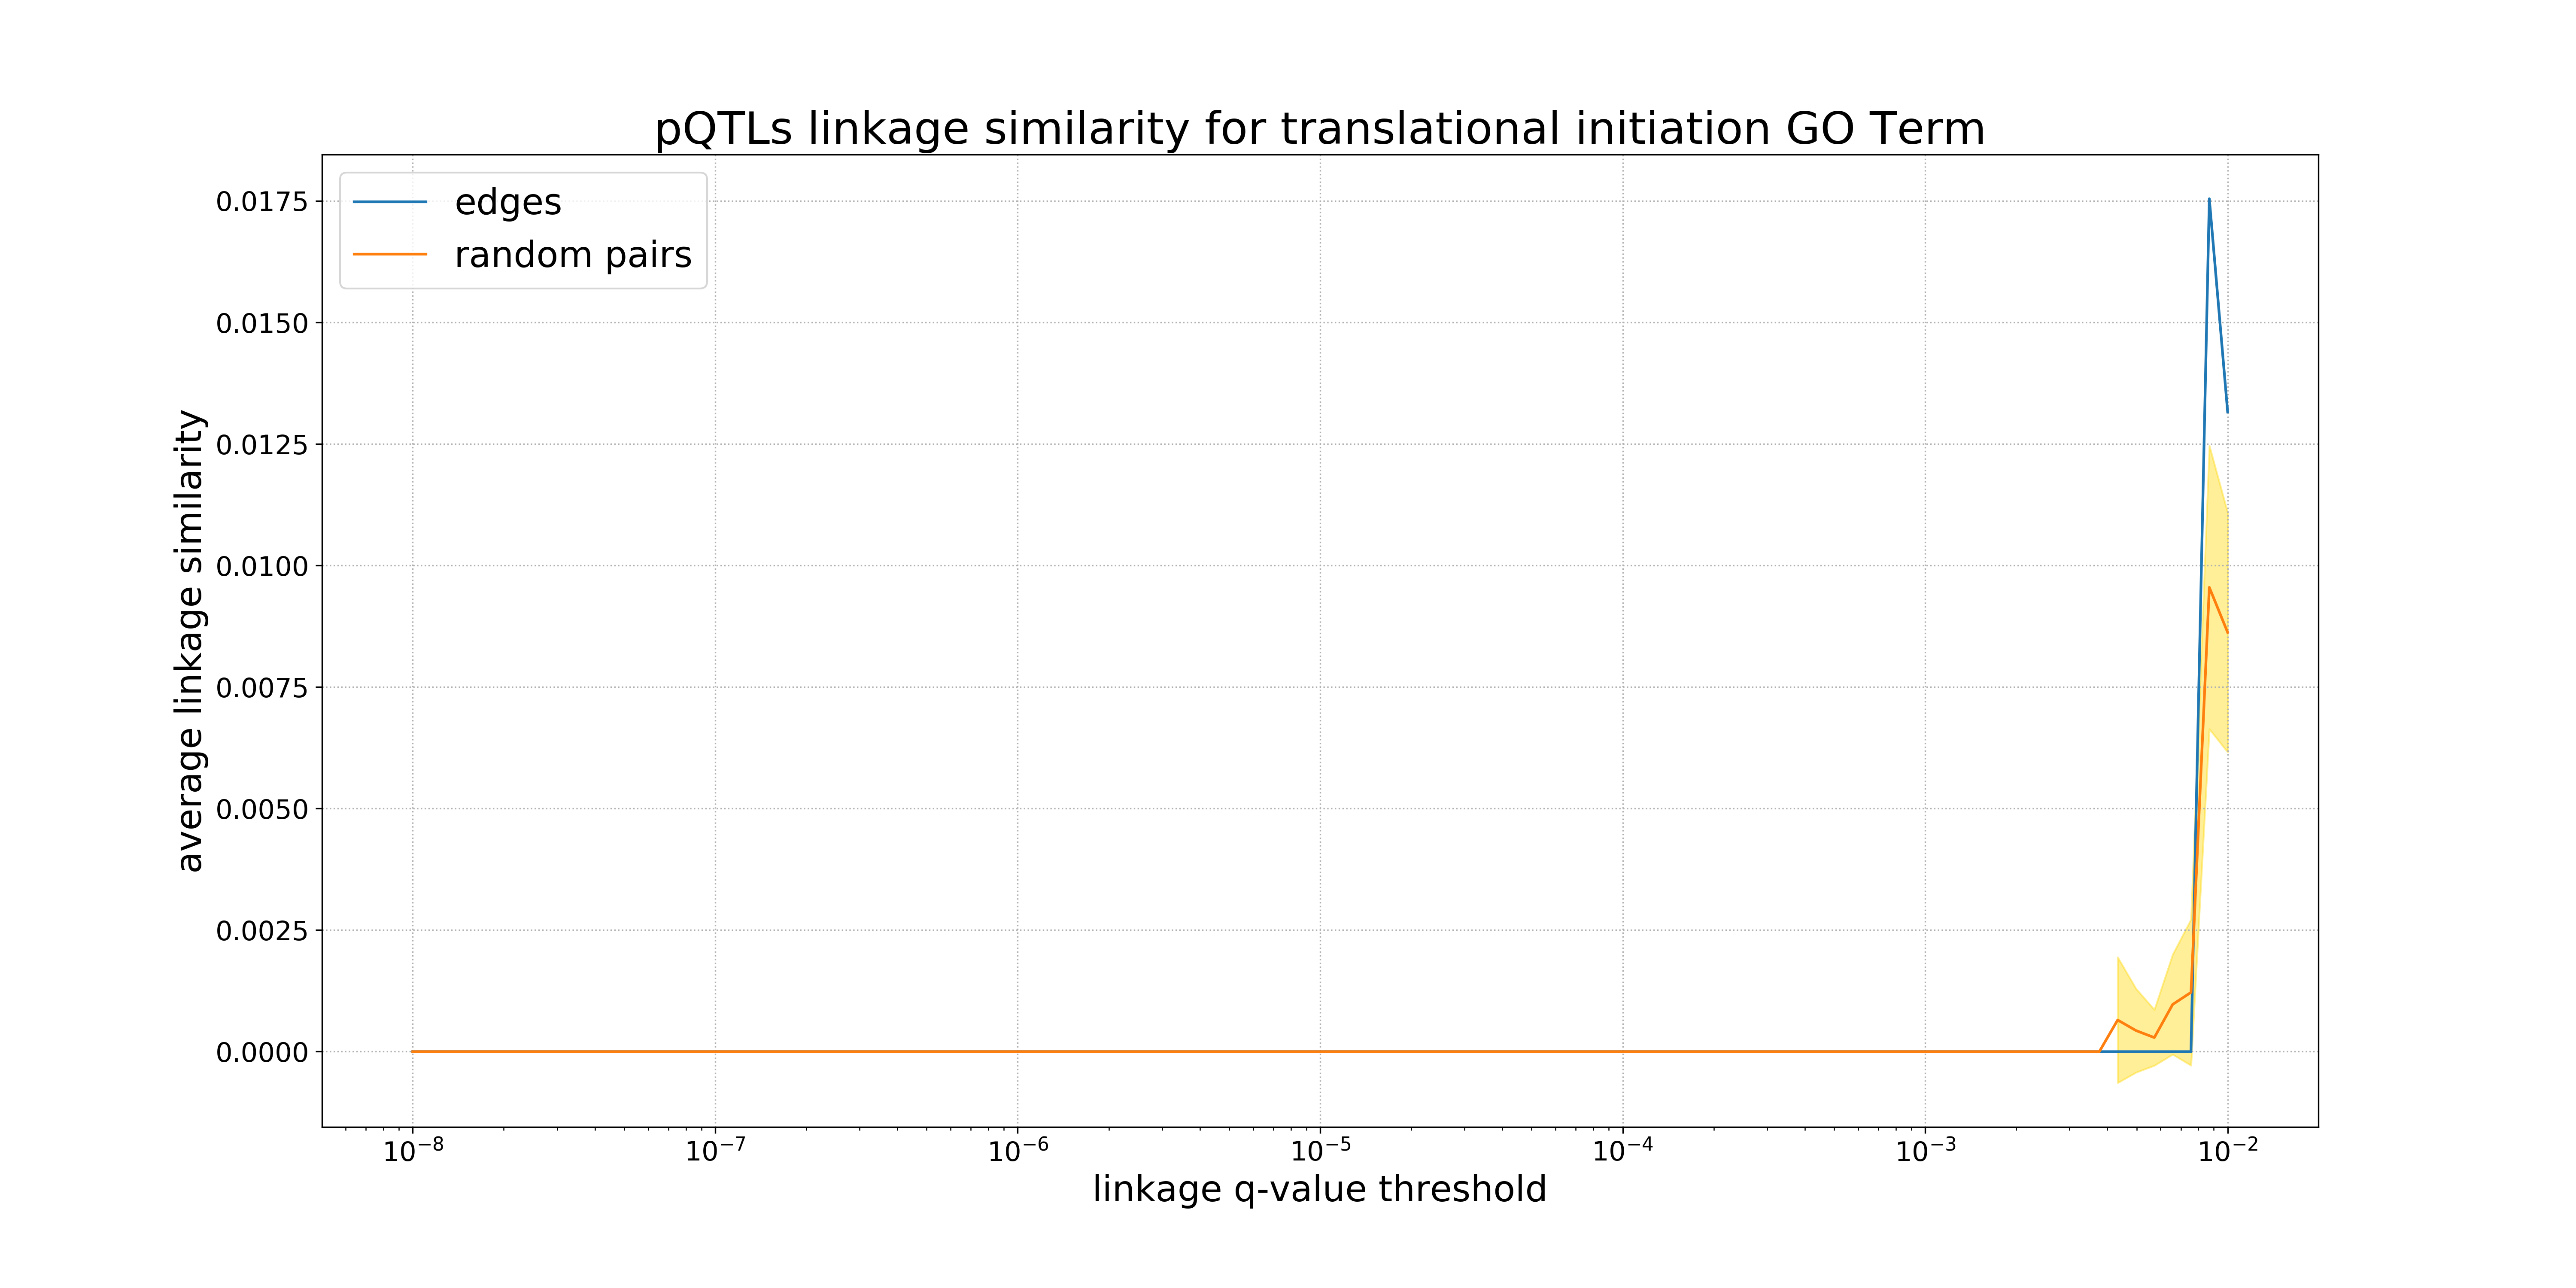 pQTLs linkage similarity for translational initiation GO Term
edges
random pairs
0.0175
0.0150
0.0125
0.0100
0.0075
0.0050
0.0025
0.0000
average linkage similarity
10⁻⁸ 10⁻⁷ 10⁻⁶ 10⁻⁵ 10⁻⁴ 10⁻³ 10⁻²
linkage q-value threshold